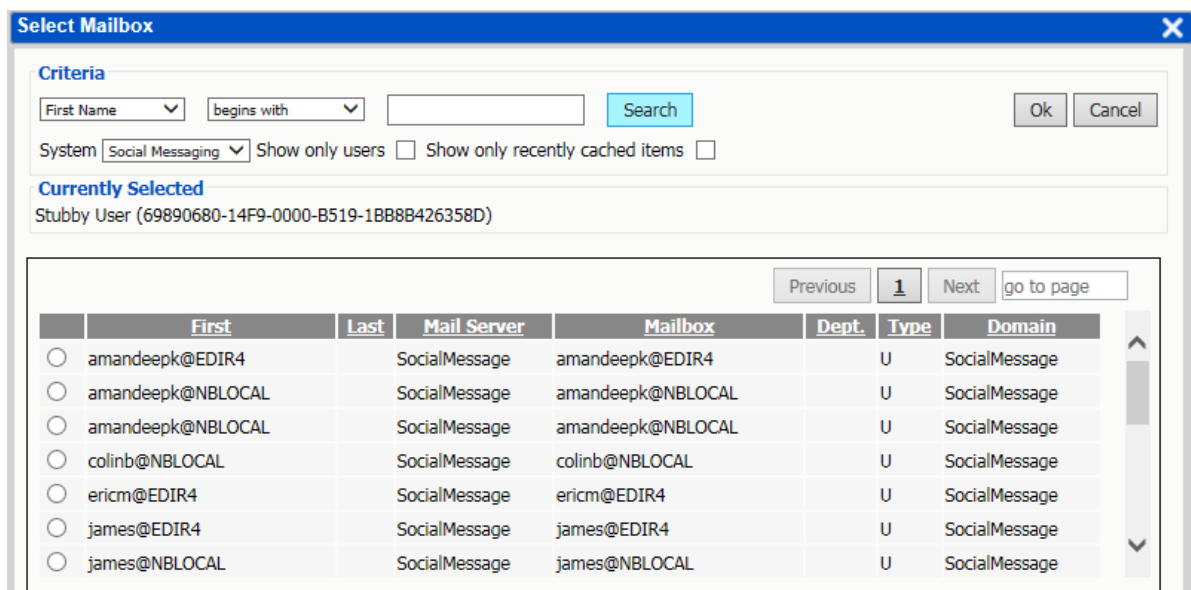 Select Mailbox
Criteria
First Name begins with Search Ok Cancel
System Social Messaging Show only users Show only recently cached items
Currently Selected
Stubby User (69890680-14F9-0000-B519-1BB8B426358D)
Previous 1 Next go to page
First Last Mail Server Mailbox Dept. Type Domain
amandeepk@EDIR4 SocialMessage amandeepk@EDIR4 U SocialMessage
amandeepk@NBLOCAL SocialMessage amandeepk@NBLOCAL U SocialMessage
amandeepk@NBLOCAL SocialMessage amandeepk@NBLOCAL U SocialMessage
colinb@NBLOCAL SocialMessage colinb@NBLOCAL U SocialMessage
ericm@EDIR4 SocialMessage ericm@EDIR4 U SocialMessage
james@EDIR4 SocialMessage james@EDIR4 U SocialMessage
james@NBLOCAL SocialMessage james@NBLOCAL U SocialMessage